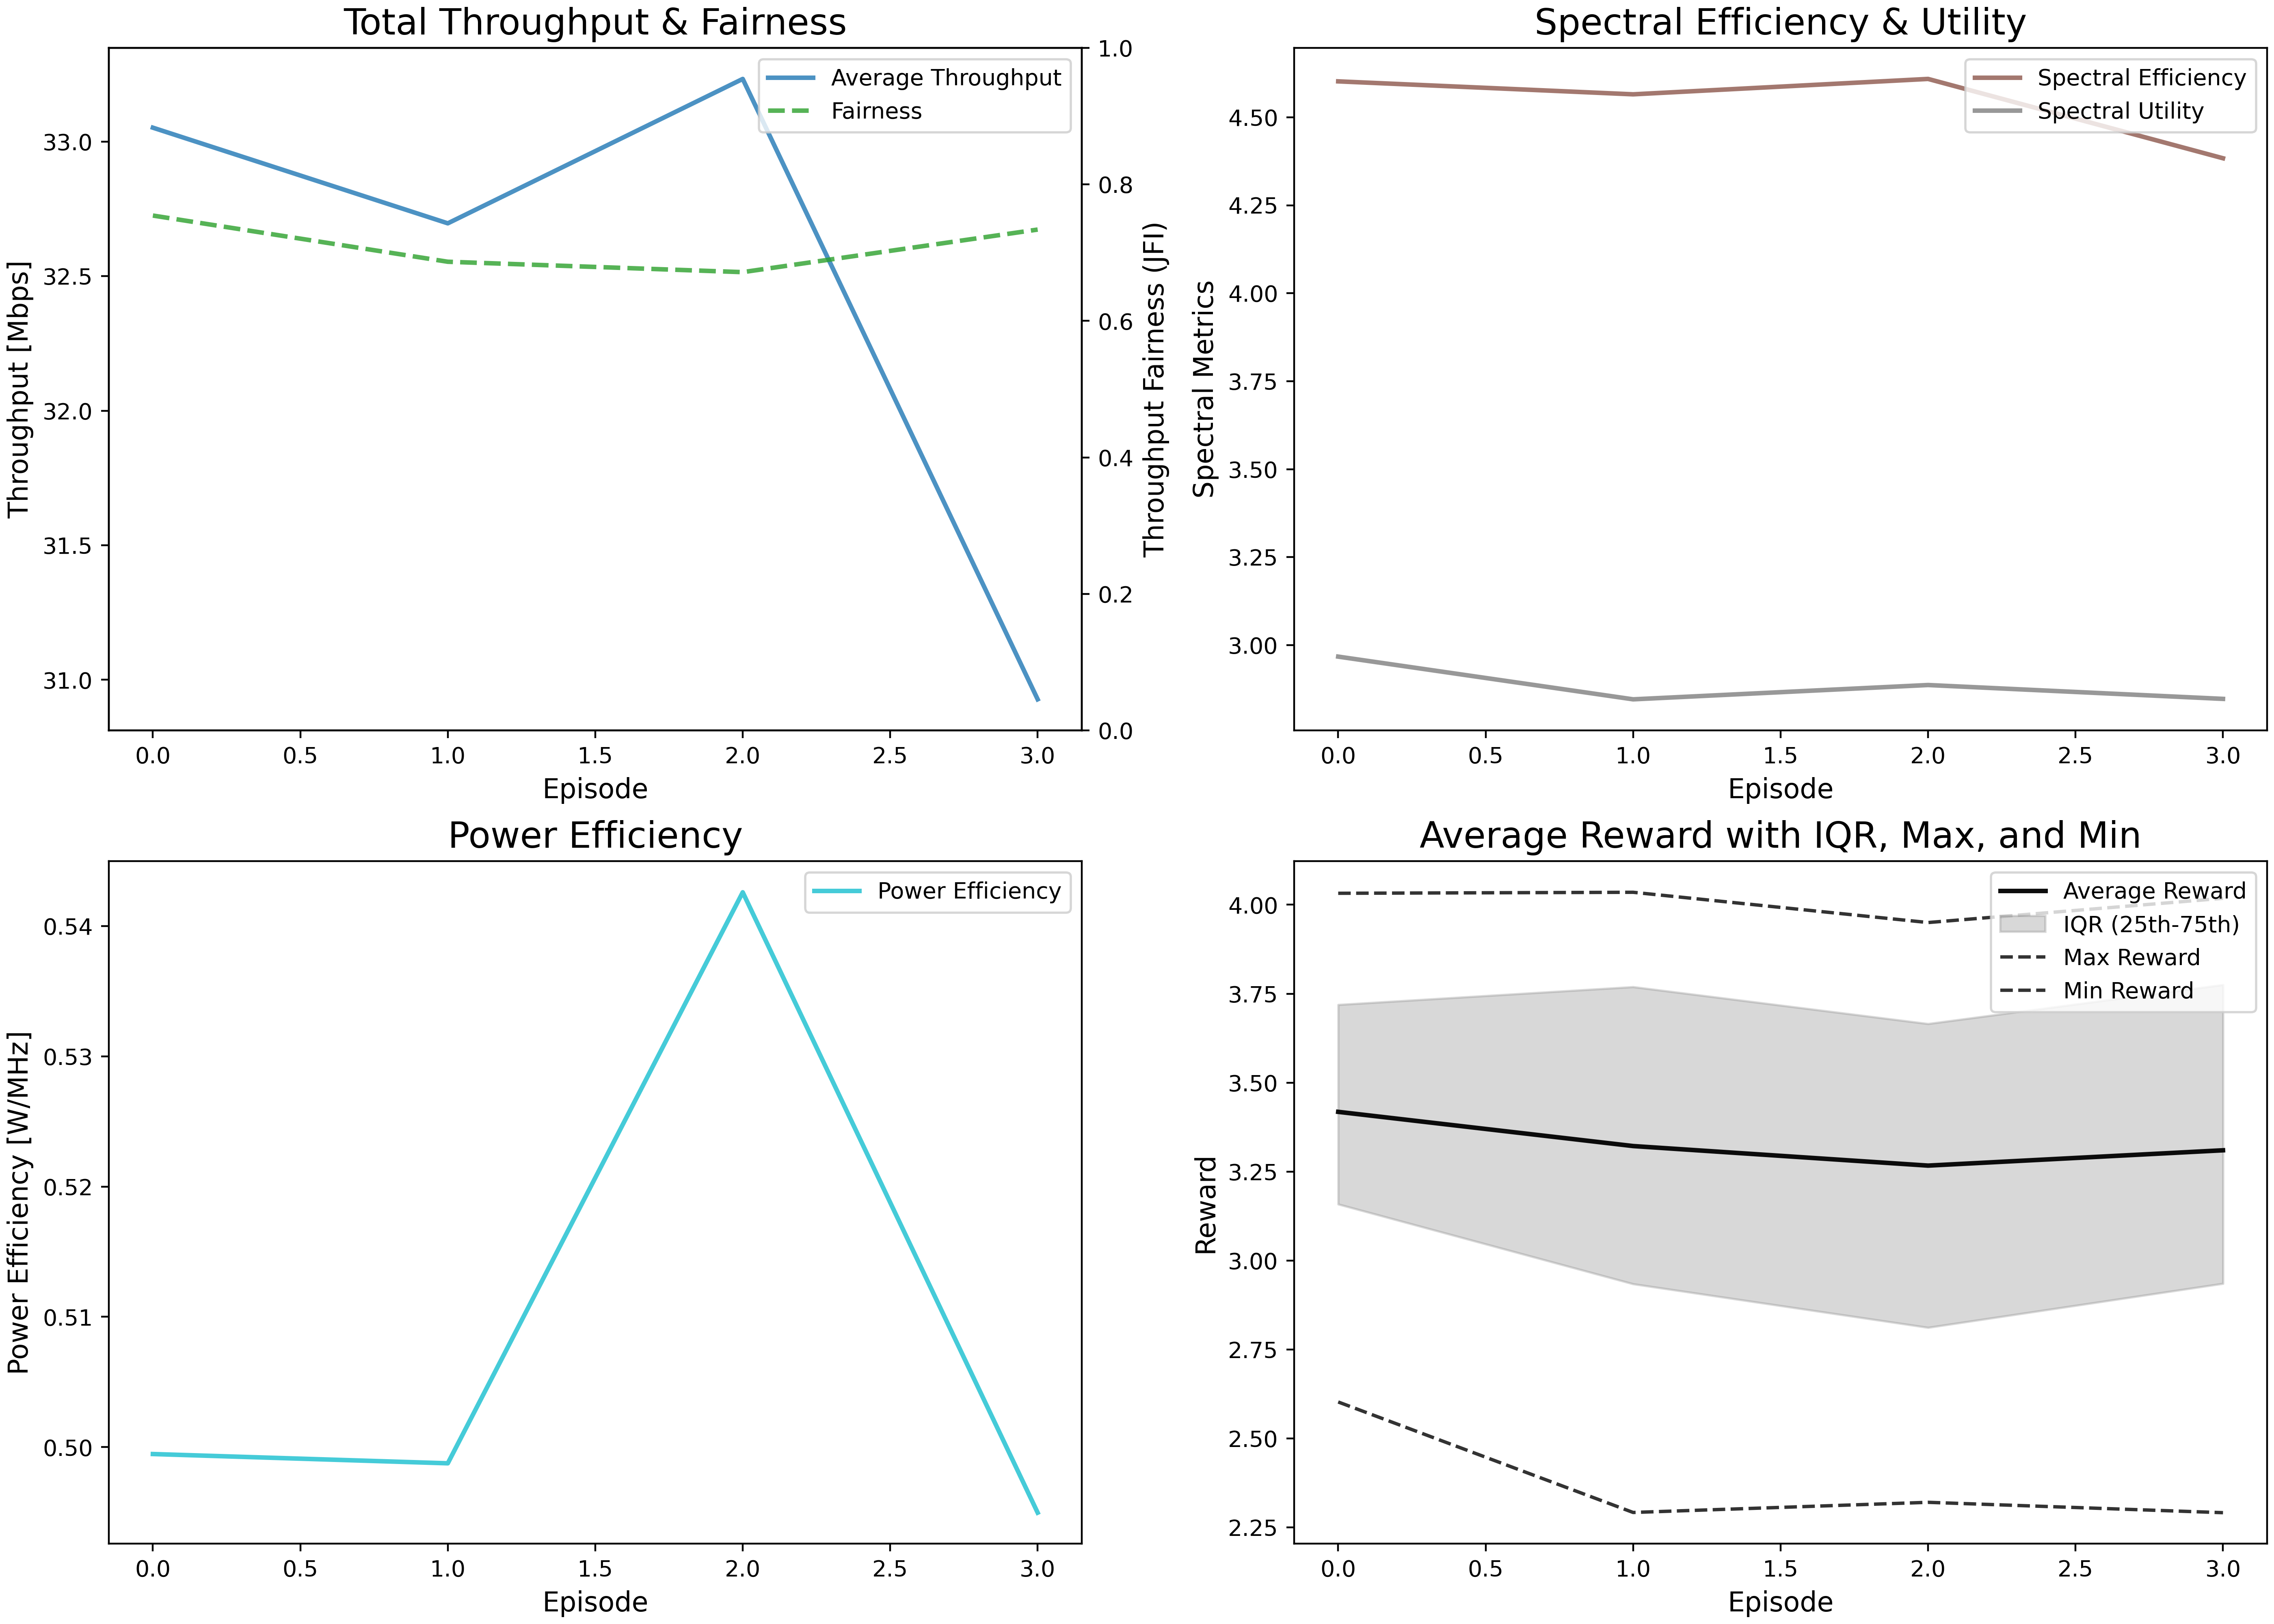 Total Throughput & Fairness
Average Throughput
Fairness
33.0
32.5
32.0
31.5
31.0
Throughput [Mbps]
1.0
0.8
0.6
0.4
0.2
0.0
Throughput Fairness (JFI)
0.0 0.5 1.0 1.5 2.0 2.5 3.0
Episode
Spectral Efficiency & Utility
Spectral Efficiency
Spectral Utility
4.50
4.25
4.00
3.75
3.50
3.25
3.00
Spectral Metrics
0.0 0.5 1.0 1.5 2.0 2.5 3.0
Episode
Power Efficiency
Power Efficiency
0.54
0.53
0.52
0.51
0.50
Power Efficiency [W/MHz]
0.0 0.5 1.0 1.5 2.0 2.5 3.0
Episode
Average Reward with IQR, Max, and Min
Average Reward
IQR (25th-75th)
Max Reward
Min Reward
4.00
3.75
3.50
3.25
3.00
2.75
2.50
2.25
Reward
0.0 0.5 1.0 1.5 2.0 2.5 3.0
Episode